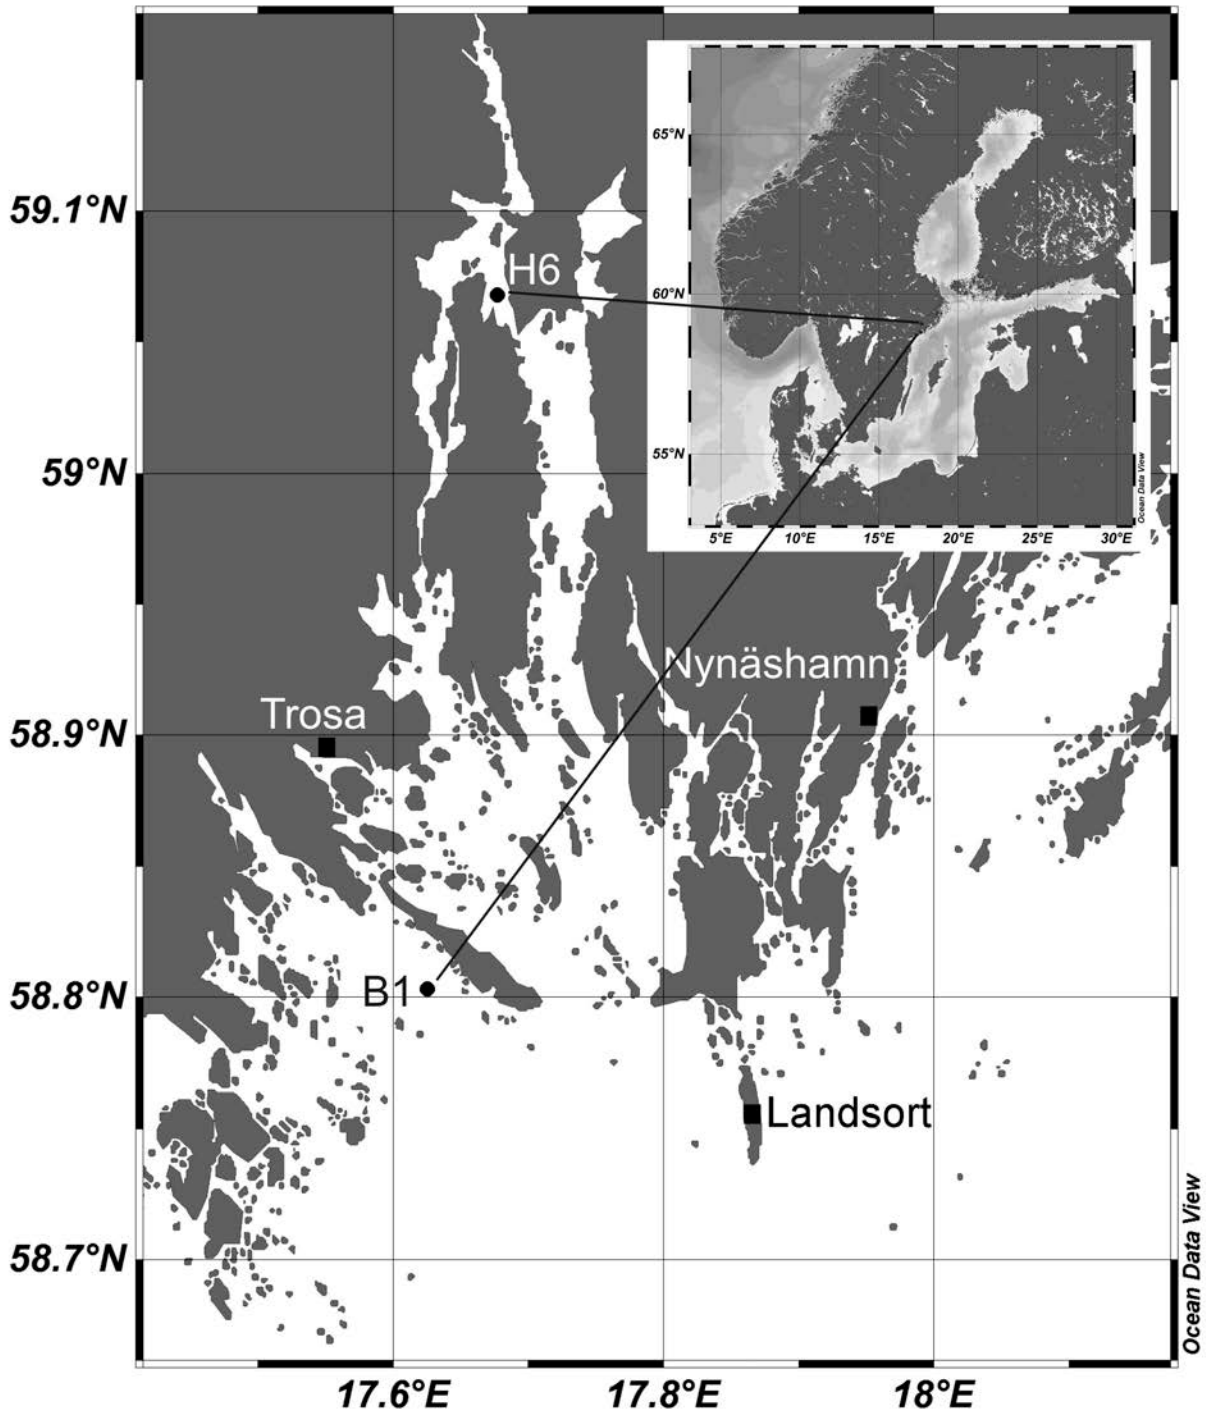 65°N
60°N
55°N
5°E 10°E 15°E 20°E 25°E 30°E
Ocean Data View
59.1°N
H6
59°N
Nynäshamn
Trosa
58.9°N
B1
58.8°N
Landsort
58.7°N
17.6°E 17.8°E 18°E
Ocean Data View